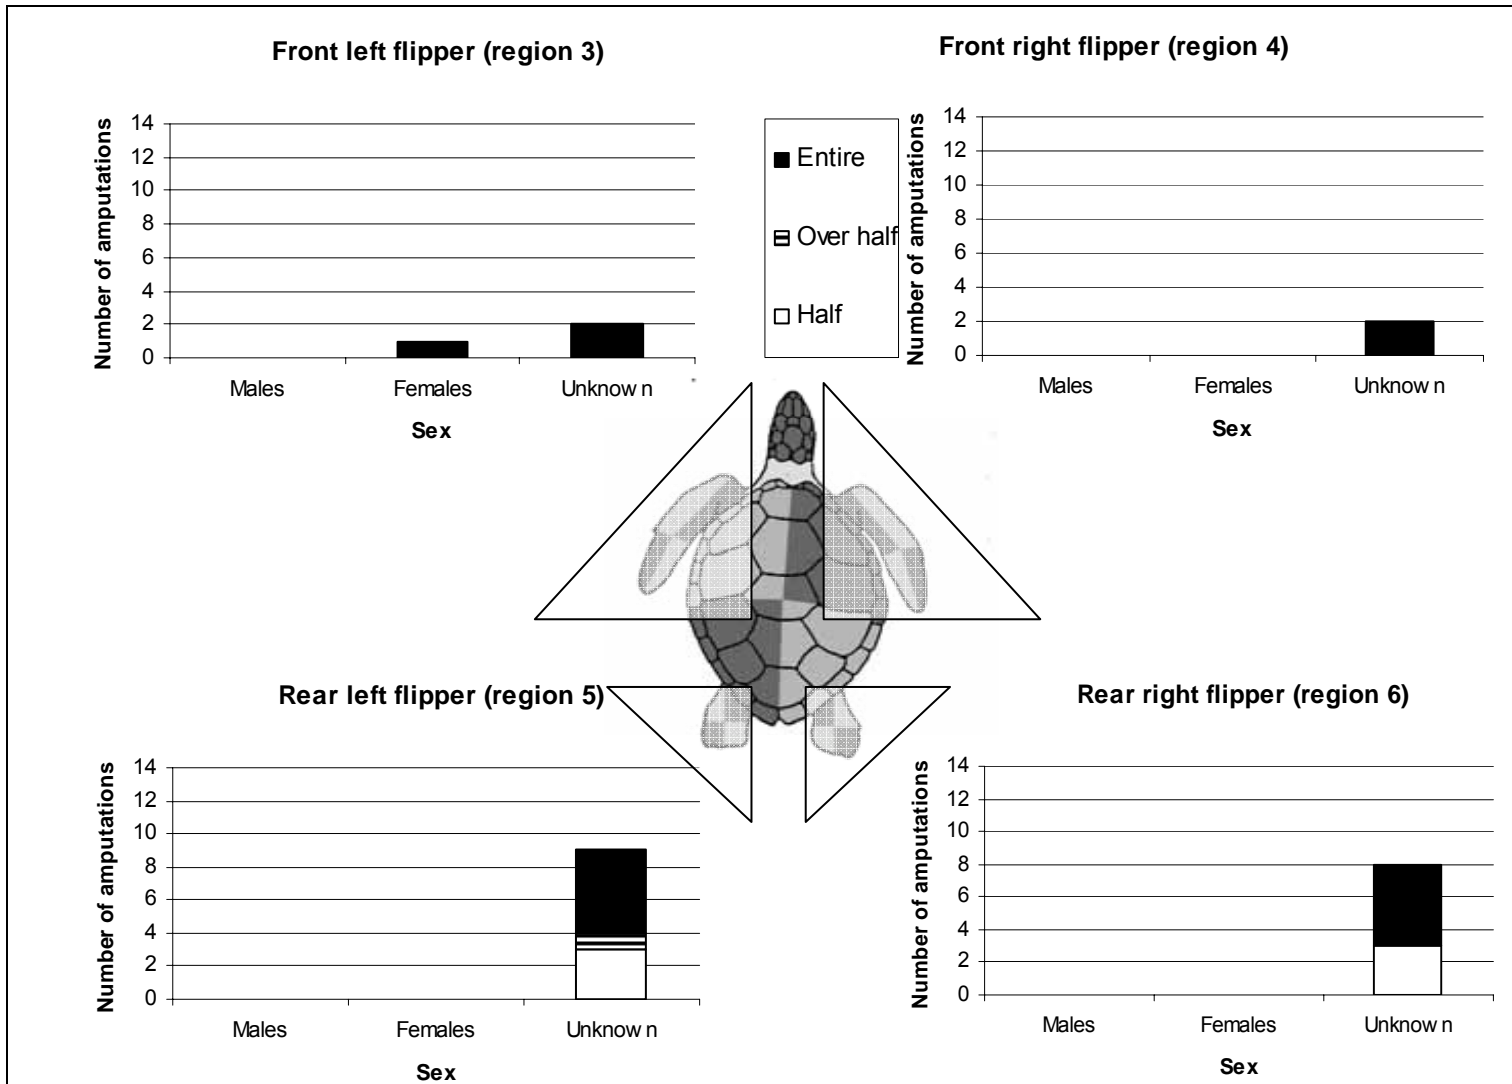 Front left flipper (region 3)
Number of amputations
14
12
10
8
6
4
2
0
Males Females Unknow n
Sex
Entire
Over half
Half
Front right flipper (region 4)
Number of amputations
14
12
10
8
6
4
2
0
Males Females Unknow n
Sex
Rear left flipper (region 5)
Number of amputations
14
12
10
8
6
4
2
0
Males Females Unknow n
Sex
Rear right flipper (region 6)
Number of amputations
14
12
10
8
6
4
2
0
Males Females Unknow n
Sex